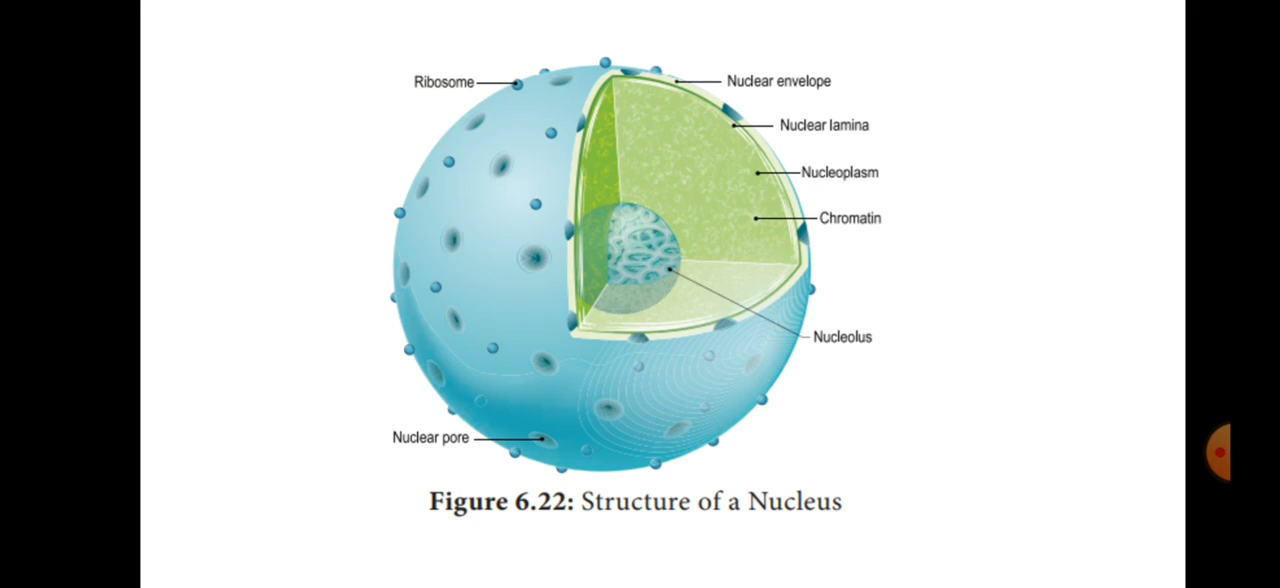 Ribosome
Nuclear envelope
Nuclear lamina
Nucleoplasm
Chromatin
Nucleolus
Nuclear pore
Figure 6.22: Structure of a Nucleus